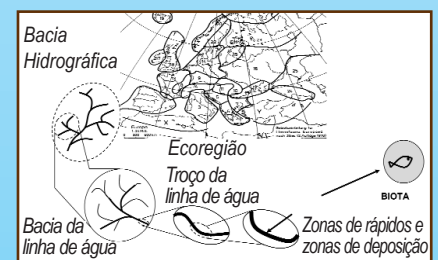 Bacia
Hidrográfica
Ecoregião
Troço da
linha de água
BIOTA
Bacia da
linha de água
Zonas de rápidos e
zonas de deposição